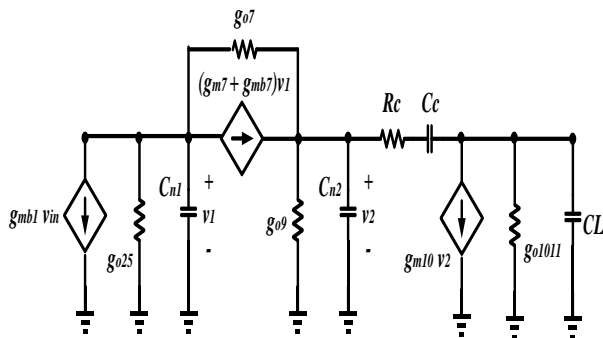 go7
(gm7 + gmb7)v1
Rc Cc
Cn1 + v1 -
Cn2 + v2 -
gmb1 vin
go25
go9
gm10 v2
go1011
CL